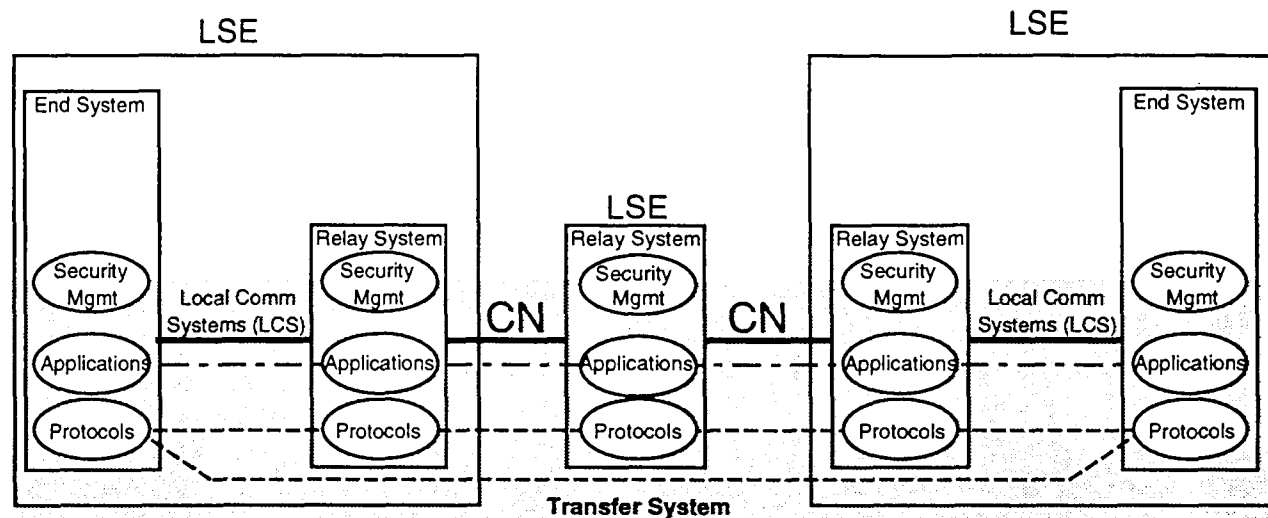 LSE
LSE
End System
End System
LSE
Relay System
Relay System
Relay System
Security
Mgmt
Local Comm
Systems (LCS)
Security
Mgmt
CN
Security
Mgmt
CN
Security
Mgmt
Local Comm
Systems (LCS)
Security
Mgmt
Applications
Applications
Applications
Applications
Applications
Protocols
Protocols
Protocols
Protocols
Protocols
Transfer System